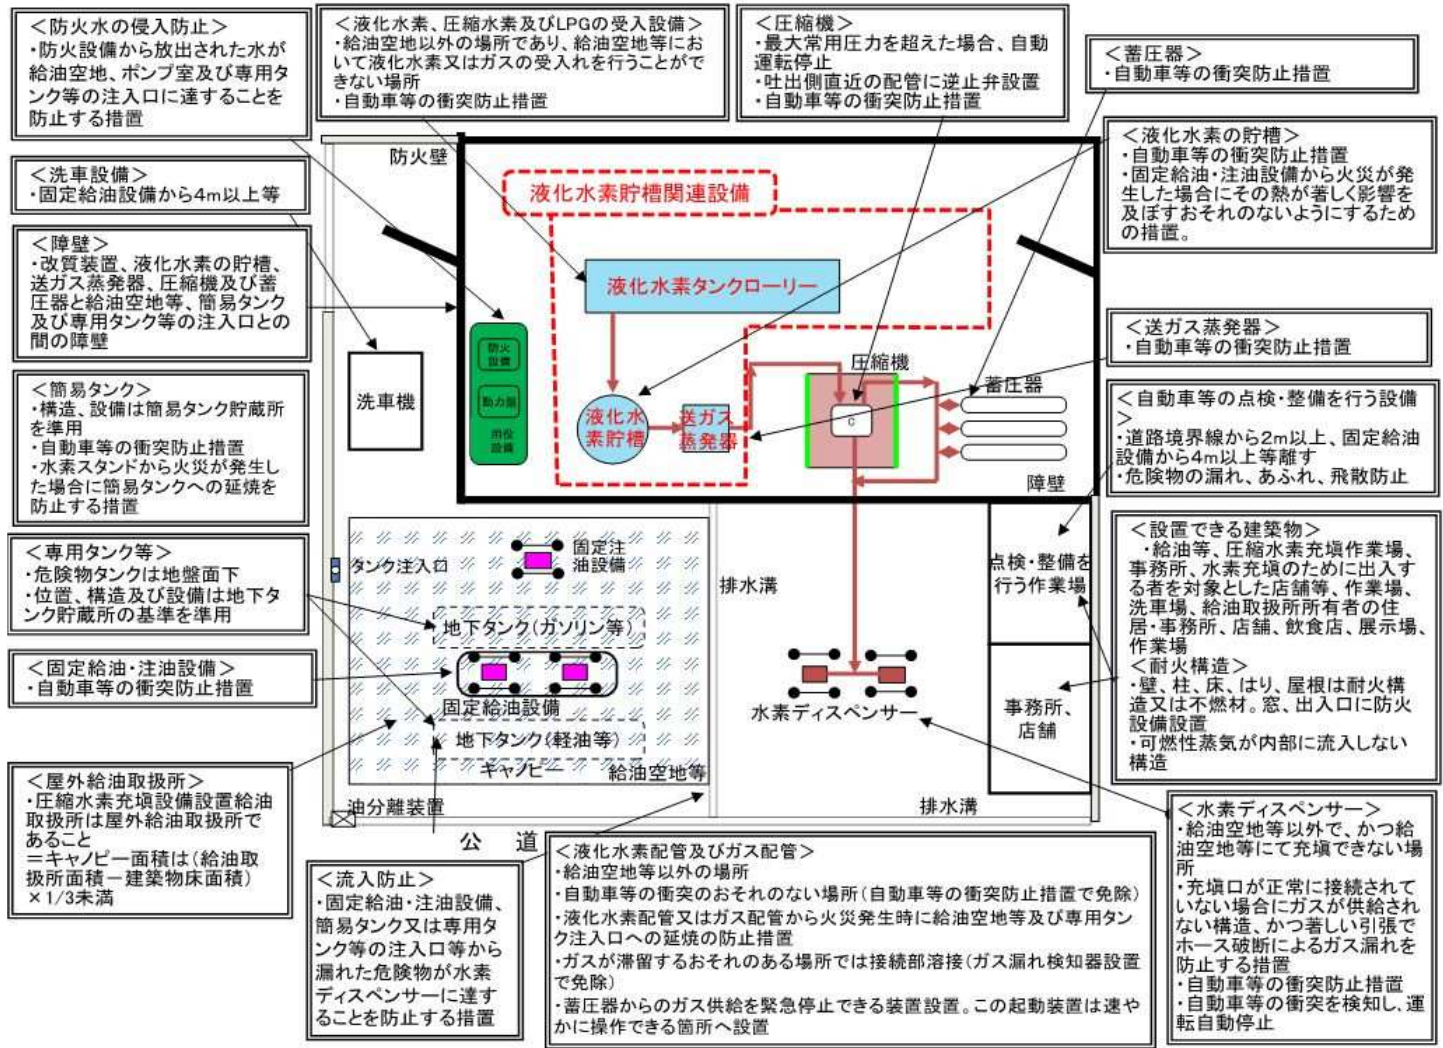 ＜防火水の侵入防止＞
・防火設備から放出された水が
給油空地、ポンプ室及び専用タ
ンク等の注入口に達することを
防止する措置
＜液化水素、圧縮水素及びLPGの受入設備＞
・給油空地以外の場所であり、給油空地等にお
いて液化水素又はガスの受入れを行うことがで
きない場所
・自動車等の衝突防止措置
＜圧縮機＞
・最大常用圧力を超えた場合、自動
運転停止
・吐出側直近の配管に逆止弁設置
・自動車等の衝突防止措置
＜蓄圧器＞
・自動車等の衝突防止措置
＜液化水素の貯槽＞
・自動車等の衝突防止措置
・固定給油・注油設備から火災が発
生した場合にその熱が著しく影響を
及ぼすおそれのないようにするため
の措置。
＜洗車設備＞
・固定給油設備から4m以上等
＜障壁＞
・改質装置、液化水素の貯槽、
送ガス蒸発器、圧縮機及び蓄
圧器と給油空地等、簡易タンク
及び専用タンク等の注入口との
間の障壁
＜送ガス蒸発器＞
・自動車等の衝突防止措置
＜簡易タンク＞
・構造、設備は簡易タンク貯蔵所
を準用
・自動車等の衝突防止措置
・水素スタンドから火災が発生し
た場合に簡易タンクへの延焼を
防止する措置
＜自動車等の点検・整備を行う設備
＞
・道路境界線から2m以上、固定給油
設備から4m以上等離す
・危険物の漏れ、あふれ、飛散防止
＜専用タンク等＞
・危険物タンクは地盤面下
・位置、構造及び設備は地下タ
ンク貯蔵所の基準を準用
＜設置できる建築物＞
・給油等、圧縮水素充填作業場、
事務所、水素充填のために出入す
る者を対象とした店舗等、作業場、
洗車場、給油取扱所所有者の住
居・事務所、店舗、飲食店、展示場、
作業場
＜耐火構造＞
・壁、柱、床、はり、屋根は耐火構
造又は不燃材。窓、出入口に防火
設備設置
・可燃性蒸気が内部に流入しない
構造
＜固定給油・注油設備＞
・自動車等の衝突防止措置
＜屋外給油取扱所＞
・圧縮水素充填設備設置給油
取扱所は屋外給油取扱所で
あること
＝キャノピー面積は（給油取
扱所面積－建築物床面積）
×1/3未満
＜流入防止＞
・固定給油・注油設備、
簡易タンク又は専用タ
ンク等の注入口等から
漏れた危険物が水素
ディスペンサーに達す
ることを防止する措置
＜液化水素配管及びガス配管＞
・給油空地等以外の場所
・自動車等の衝突のおそれのない場所（自動車等の衝突防止措置で免除）
・液化水素配管又はガス配管から火災発生時に給油空地等及び専用タン
ク注入口への延焼の防止措置
・ガスが滞留するおそれのある場所では接続部溶接（ガス漏れ検知器設置
で免除）
・蓄圧器からのガス供給を緊急停止できる装置設置。この起動装置は速や
かに操作できる箇所へ設置
＜水素ディスペンサー＞
・給油空地等以外で、かつ給
油空地等にて充填できない場
所
・充填口が正常に接続されて
いない場合にガスが供給され
ない構造、かつ著しい引張で
ホース破断によるガス漏れを
防止する措置
・自動車等の衝突防止措置
・自動車等の衝突を検知し、運
転自動停止
防火壁
液化水素貯槽関連設備
液化水素タンクローリー
防火
設備
動力盤
用役
設備
洗車機
液化水
素貯槽
送ガス
蒸発器
圧縮機
C
蓄圧器
障壁
タンク注入口
固定注
油設備
排水溝
点検・整備を
行う作業場
地下タンク（ガソリン等）
固定給油設備
地下タンク（軽油等）
キャノピー
給油空地等
水素ディスペンサー
事務所、
店舗
油分離装置
排水溝
公 道